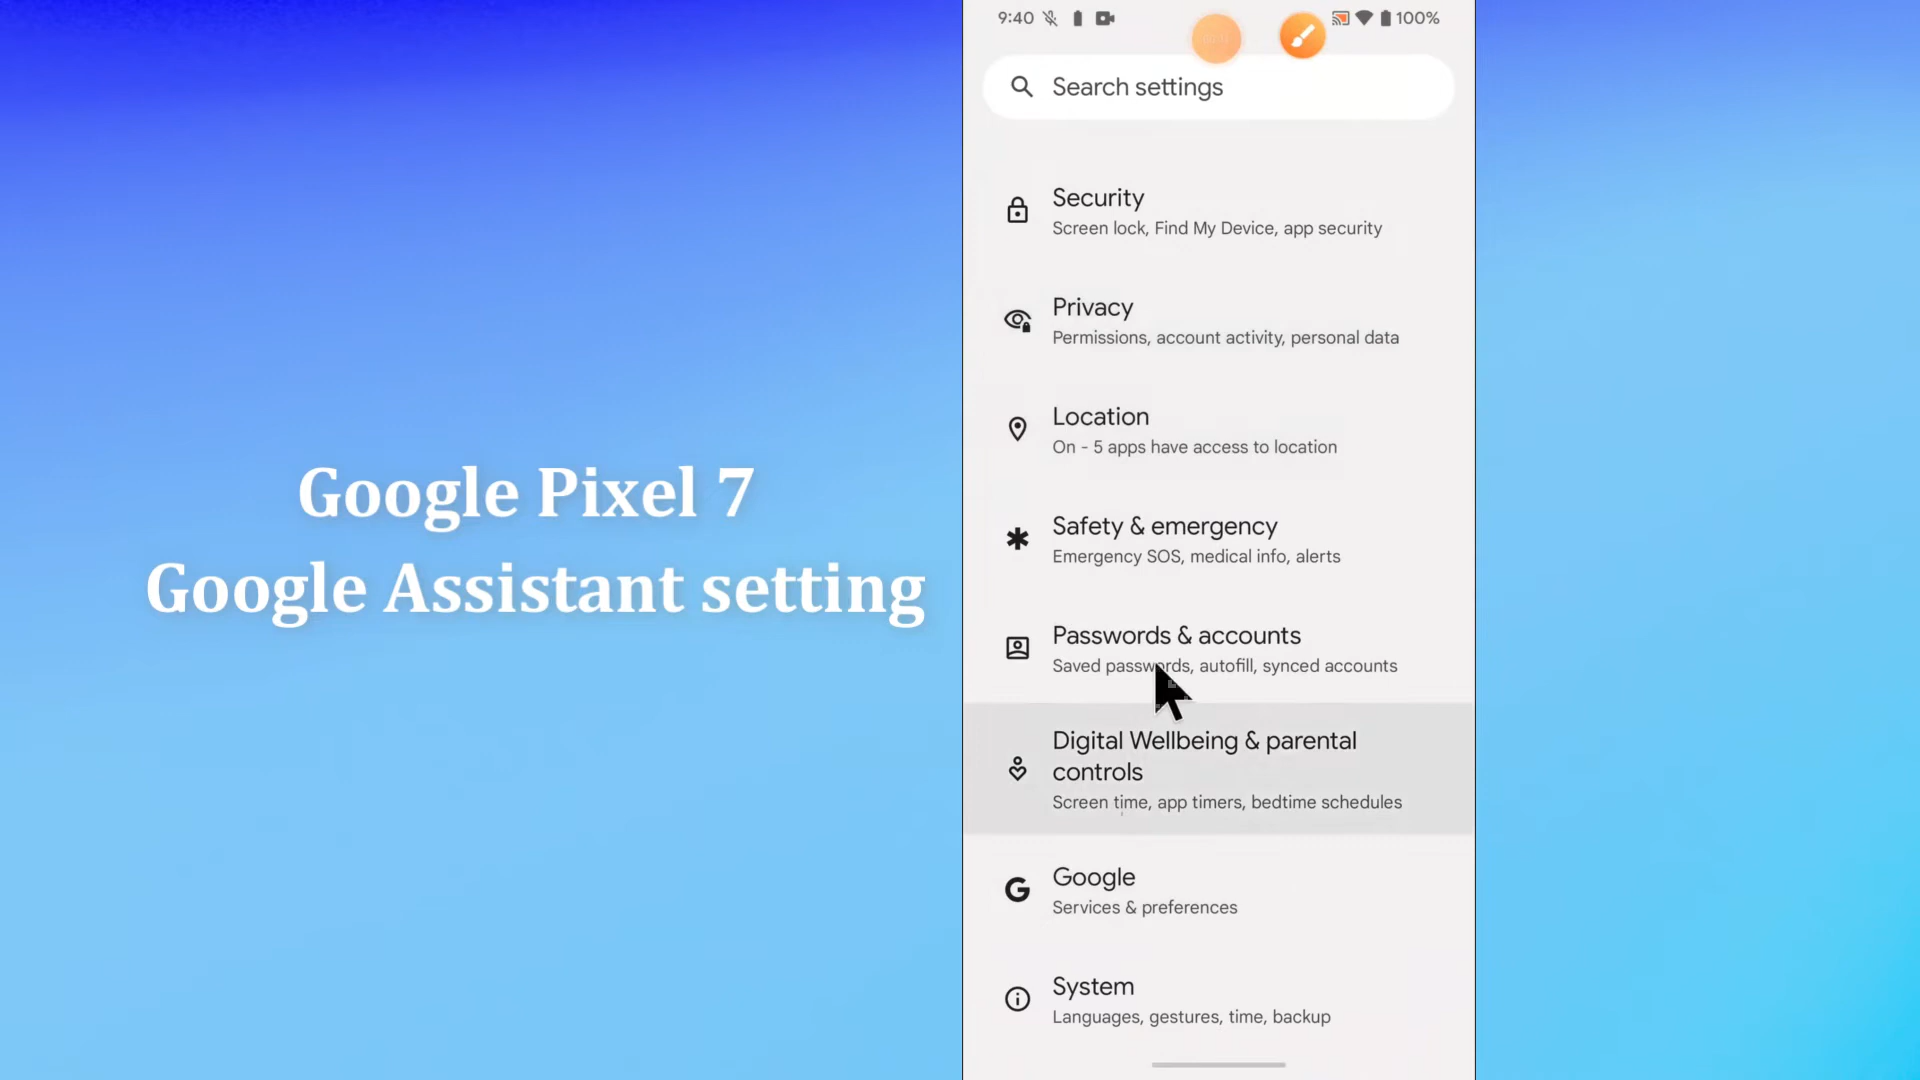 Google Pixel 7
Google Assistant setting
9:40
100%
Search settings
Security
Screen lock, Find My Device, app security
Privacy
Permissions, account activity, personal data
Location
On - 5 apps have access to location
Safety & emergency
Emergency SOS, medical info, alerts
Passwords & accounts
Saved passwords, autofill, synced accounts
Digital Wellbeing & parental
controls
Screen time, app timers, bedtime schedules
Google
Services & preferences
System
Languages, gestures, time, backup